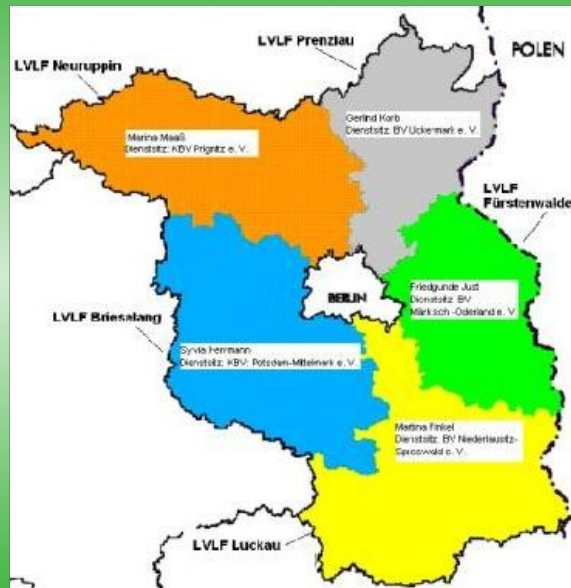 LVLF Prenzlau
POLEN
LVLF Neuruppin
Gerlind Korb
Dienstsitz: BV Uckermark e. V.
Marina Maaß
Dienstsitz: KBV Prignitz e. V.
LVLF
Fürstenwalde
BERLIN
Friedgunde Just
Dienstsitz: BV
Märkisch-Oderland e. V.
LVLF Brieselang
Sylvia Herrmann
Dienstsitz: KBV: Potsdam-Mittelmark e. V.
Martina Finkel
Dienstsitz: BV Niederlausitz-
Spreewald e. V.
LVLF Luckau